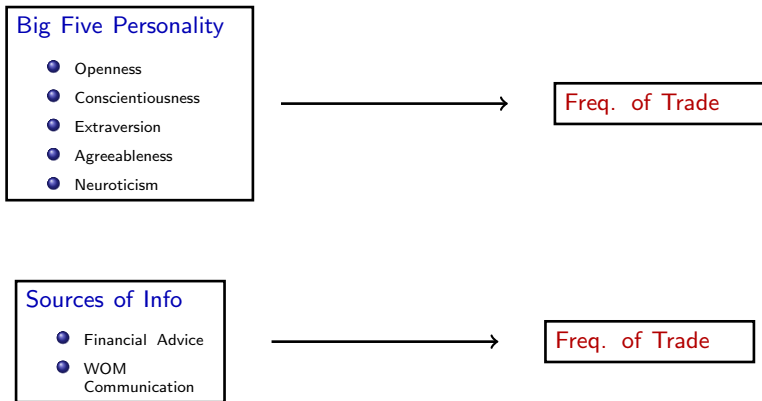 Big Five Personality
Openness
Conscientiousness
Extraversion
Agreeableness
Neuroticism
Freq. of Trade
Sources of Info
Financial Advice
WOM
Communication
Freq. of Trade